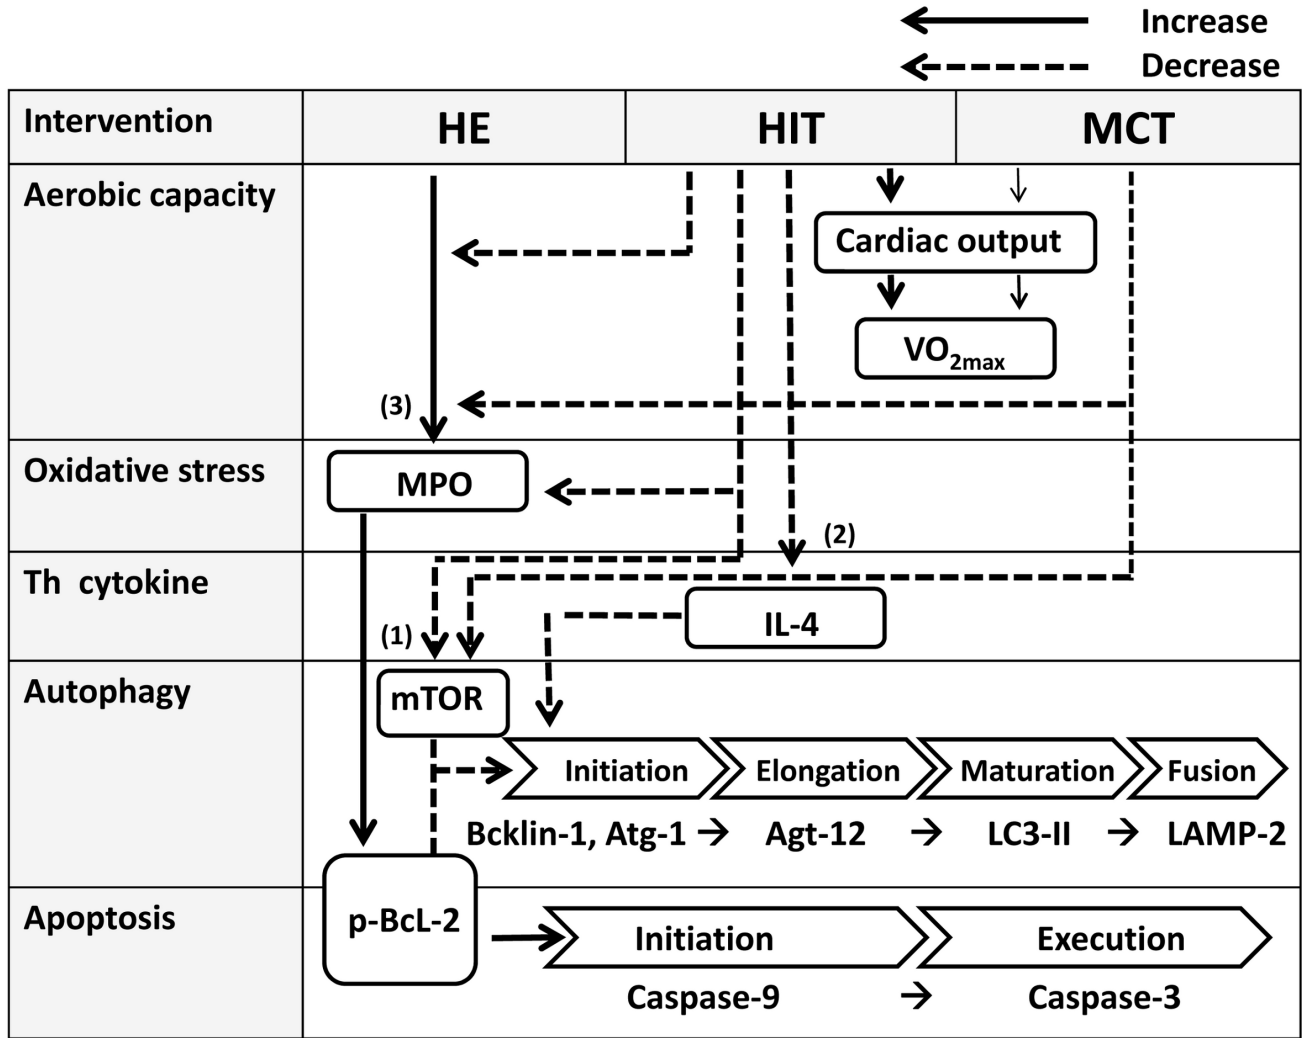 Increase
Decrease
Intervention HE HIT MCT
Aerobic capacity
Cardiac output
VO2max
(3)
Oxidative stress
MPO
(2)
Th cytokine
IL-4
(1)
Autophagy
mTOR
Initiation Elongation Maturation Fusion
Bcklin-1, Atg-1 → Agt-12 → LC3-II → LAMP-2
Apoptosis
p-BcL-2
Initiation Execution
Caspase-9 → Caspase-3